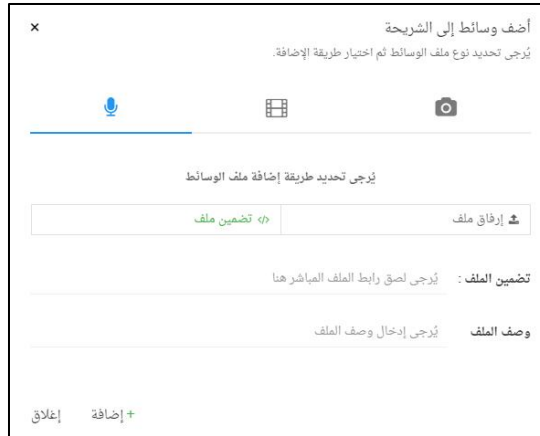 أضف وسائط إلى الشريحة ×
يُرجى تحديد نوع ملف الوسائط ثم اختيار طريقة الإضافة.
يُرجى تحديد طريقة إضافة ملف الوسائط
إرفاق ملف </> تضمين ملف
تضمين الملف : يُرجى لصق رابط الملف المباشر هنا
وصف الملف يُرجى إدخال وصف الملف
+ إضافة إغلاق